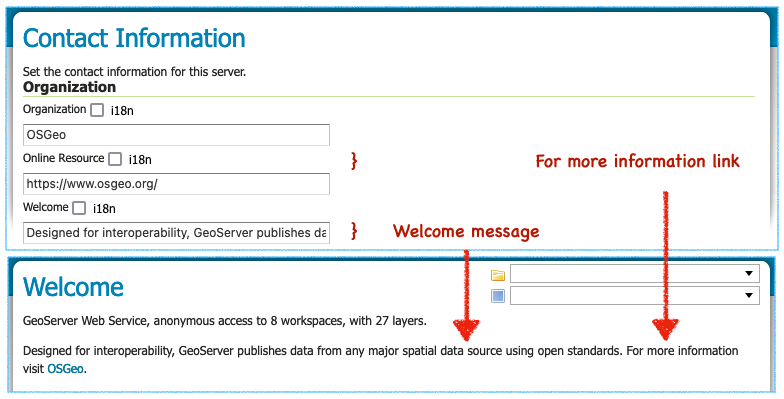 Contact Information
Set the contact information for this server.
Organization
Organization i18n
OSGeo
Online Resource i18n
}
For more information link
https://www.osgeo.org/
Welcome i18n
Designed for interoperability, GeoServer publishes da
}
Welcome message
Welcome
GeoServer Web Service, anonymous access to 8 workspaces, with 27 layers.
Designed for interoperability, GeoServer publishes data from any major spatial data source using open standards. For more information
visit OSGeo.